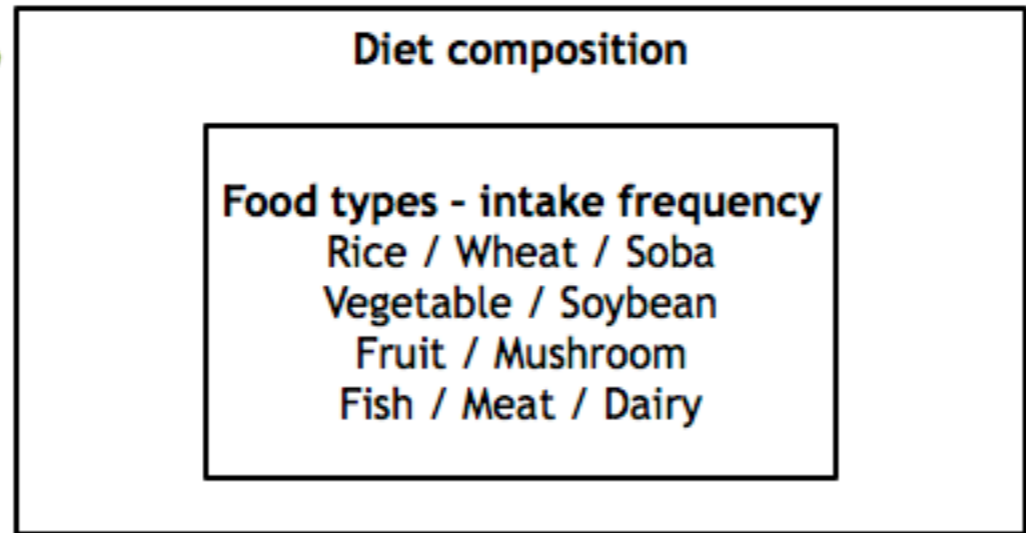 Diet composition
Food types - intake frequency
Rice / Wheat / Soba
Vegetable / Soybean
Fruit / Mushroom
Fish / Meat / Dairy